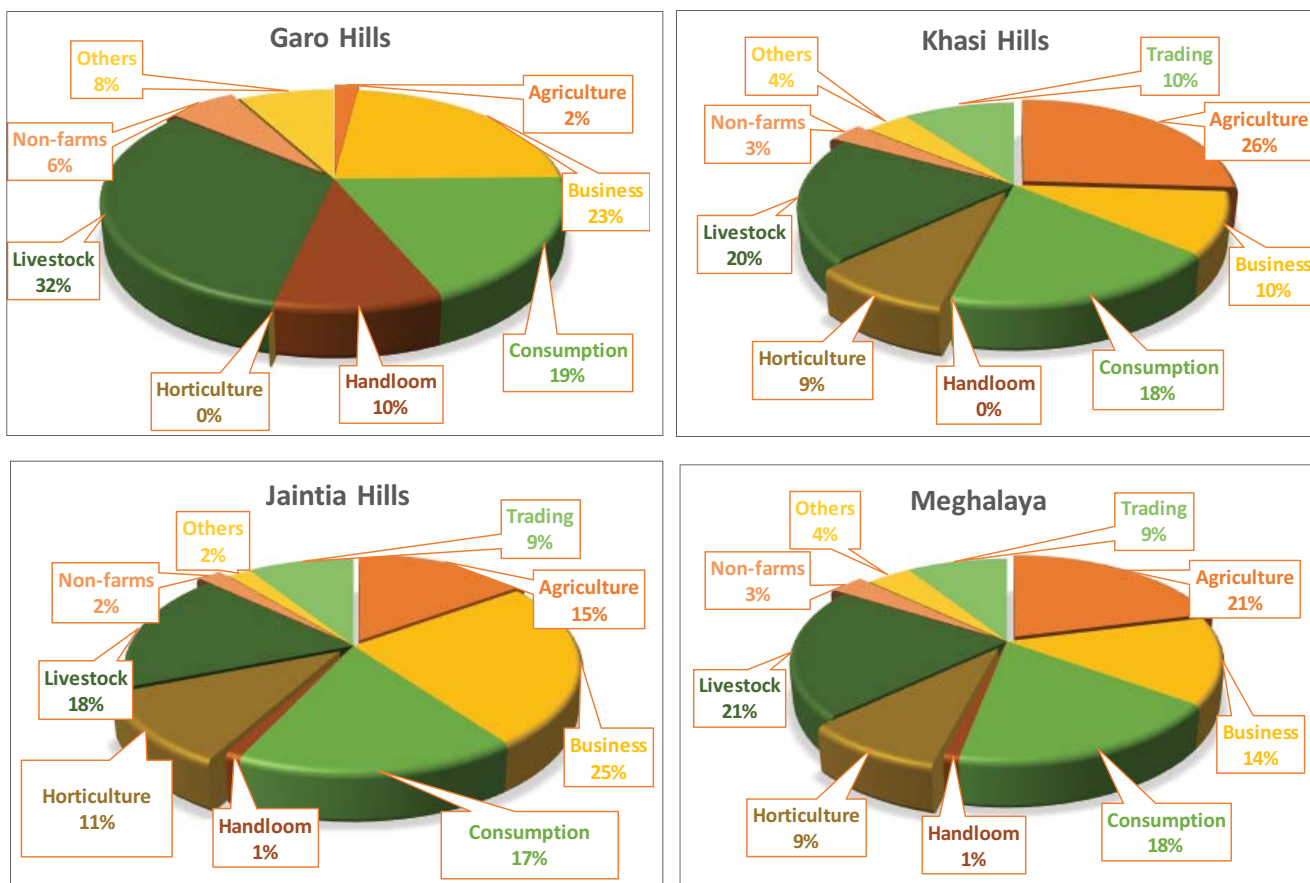 Garo Hills
Others
8%
Agriculture
2%
Non-farms
6%
Business
23%
Livestock
32%
Consumption
19%
Horticulture
0%
Handloom
10%
Khasi Hills
Others
4%
Trading
10%
Agriculture
26%
Non-farms
3%
Livestock
20%
Business
10%
Horticulture
9%
Handloom
0%
Consumption
18%
Jaintia Hills
Others
2%
Trading
9%
Non-farms
2%
Agriculture
15%
Livestock
18%
Business
25%
Horticulture
11%
Handloom
1%
Consumption
17%
Meghalaya
Others
4%
Trading
9%
Non-farms
3%
Agriculture
21%
Livestock
21%
Business
14%
Horticulture
9%
Handloom
1%
Consumption
18%